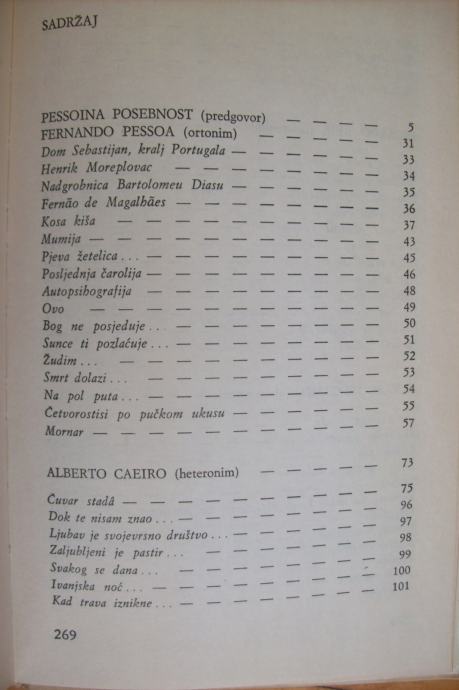 SADRŽAJ
PESSOINA POSEBNOST (predgovor) — — — — 5
FERNANDO PESSOA (ortonim) — — — — — 31
Dom Sebastijan, kralj Portugala — — — — — — 33
Henrik Moreplovac — — — — — — — — 34
Nadgrobnica Bartolomeu Diasu — — — — — — 35
Fernão de Magalhães — — — — — — — — 36
Kosa kiša — — — — — — — — — — 37
Mumija — — — — — — — — — — — 43
Pjeva žetelica... — — — — — — — — — 45
Posljednja čarolija — — — — — — — — — 46
Autopsihografija — — — — — — — — — 48
Ovo — — — — — — — — — — — 49
Bog ne posjeduje... — — — — — — — — 50
Sunce ti pozlaćuje... — — — — — — — — 51
Žudim... — — — — — — — — — — 52
Smrt dolazi... — — — — — — — — — 53
Na pol puta... — — — — — — — — — 54
Četvorostisi po pučkom ukusu — — — — — — 55
Mornar — — — — — — — — — — — 57
ALBERTO CAEIRO (heteronim) — — — — — 73
Čuvar stadâ — — — — — — — — — — 75
Dok te nisam znao... — — — — — — — — 96
Ljubav je svojevrsno društvo... — — — — — — 97
Zaljubljeni je pastir... — — — — — — — 98
Svakog se dana... — — — — — — — — 99
Ivanjska noć... — — — — — — — — — 100
Kad trava iznikne... — — — — — — — — 101
269